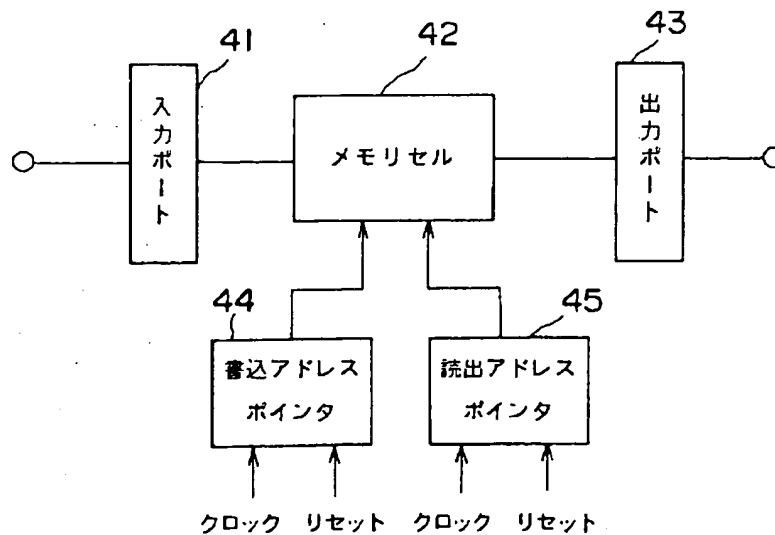 41
42
43
入力ポート
メモリセル
出力ポート
44
45
書込アドレス
ポインタ
読出アドレス
ポインタ
クロック
リセット
クロック
リセット